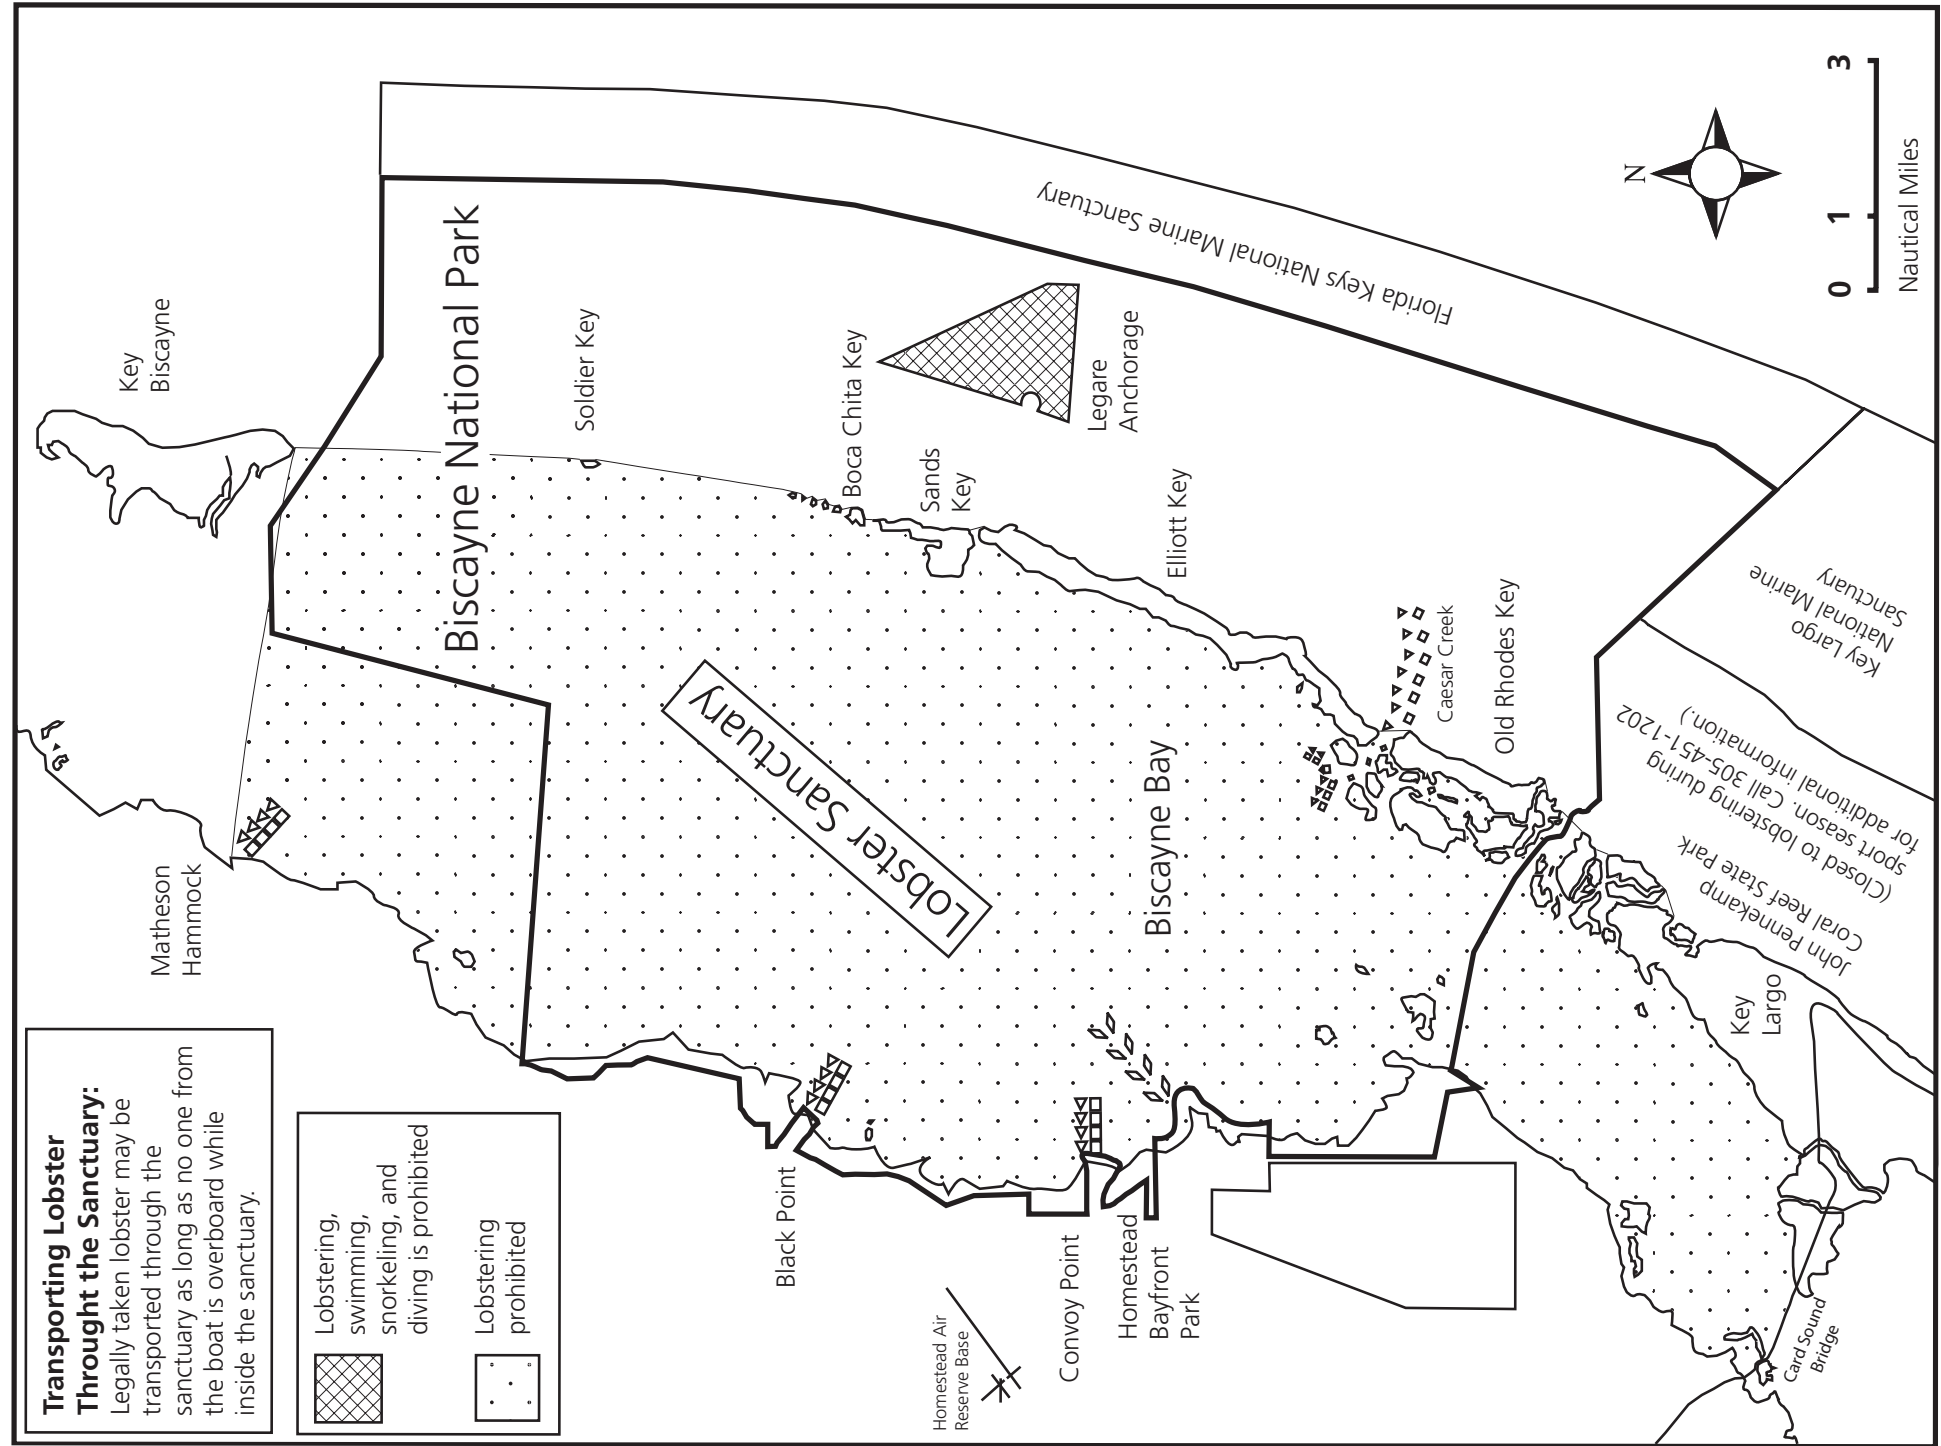 Transporting Lobster
Throught the Sanctuary:
Legally taken lobster may be
transported through the
sanctuary as long as no one from
the boat is overboard while
inside the sanctuary.
Lobstering,
swimming,
snorkeling, and
diving is prohibited
Lobstering
prohibited
Matheson
Hammock
Key
Biscayne
Biscayne National Park
Soldier Key
Boca Chita Key
Sands
Key
Legare
Anchorage
Elliott Key
Caesar Creek
Old Rhodes Key
Florida Keys National Marine Sanctuary
Lobster Sanctuary
Biscayne Bay
Black Point
Convoy Point
Homestead
Bayfront
Park
Homestead Air
Reserve Base
Card Sound
Bridge
Key
Largo
John Pennekamp
Coral Reef State Park
(Closed to lobstering during
sport season. Call 305-451-1202
for additional information.)
Key Largo
National Marine
Sanctuary
N
0 1 3
Nautical Miles